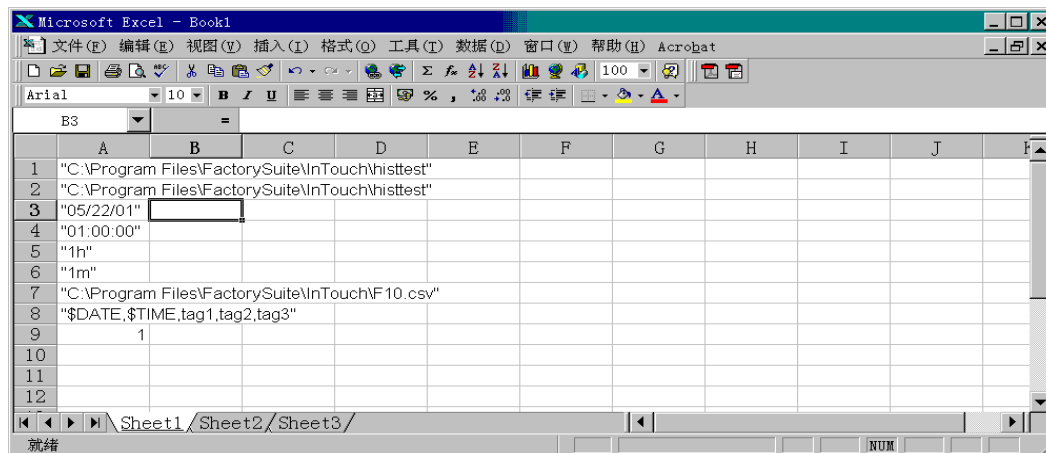 Microsoft Excel - Book1
文件(F) 编辑(E) 视图(V) 插入(I) 格式(O) 工具(T) 数据(D) 窗口(W) 帮助(H) Acrobat
Σ fx 100
Arial 10 B I U % , A
B3 =
A B C D E F G H I J
1 "C:\Program Files\FactorySuite\InTouch\histtest"
2 "C:\Program Files\FactorySuite\InTouch\histtest"
3 "05/22/01"
4 "01:00:00"
5 "1h"
6 "1m"
7 "C:\Program Files\FactorySuite\InTouch\F10.csv"
8 "$DATE,$TIME,tag1,tag2,tag3"
9 1
10
11
12
Sheet1 Sheet2 Sheet3
就绪 NUM